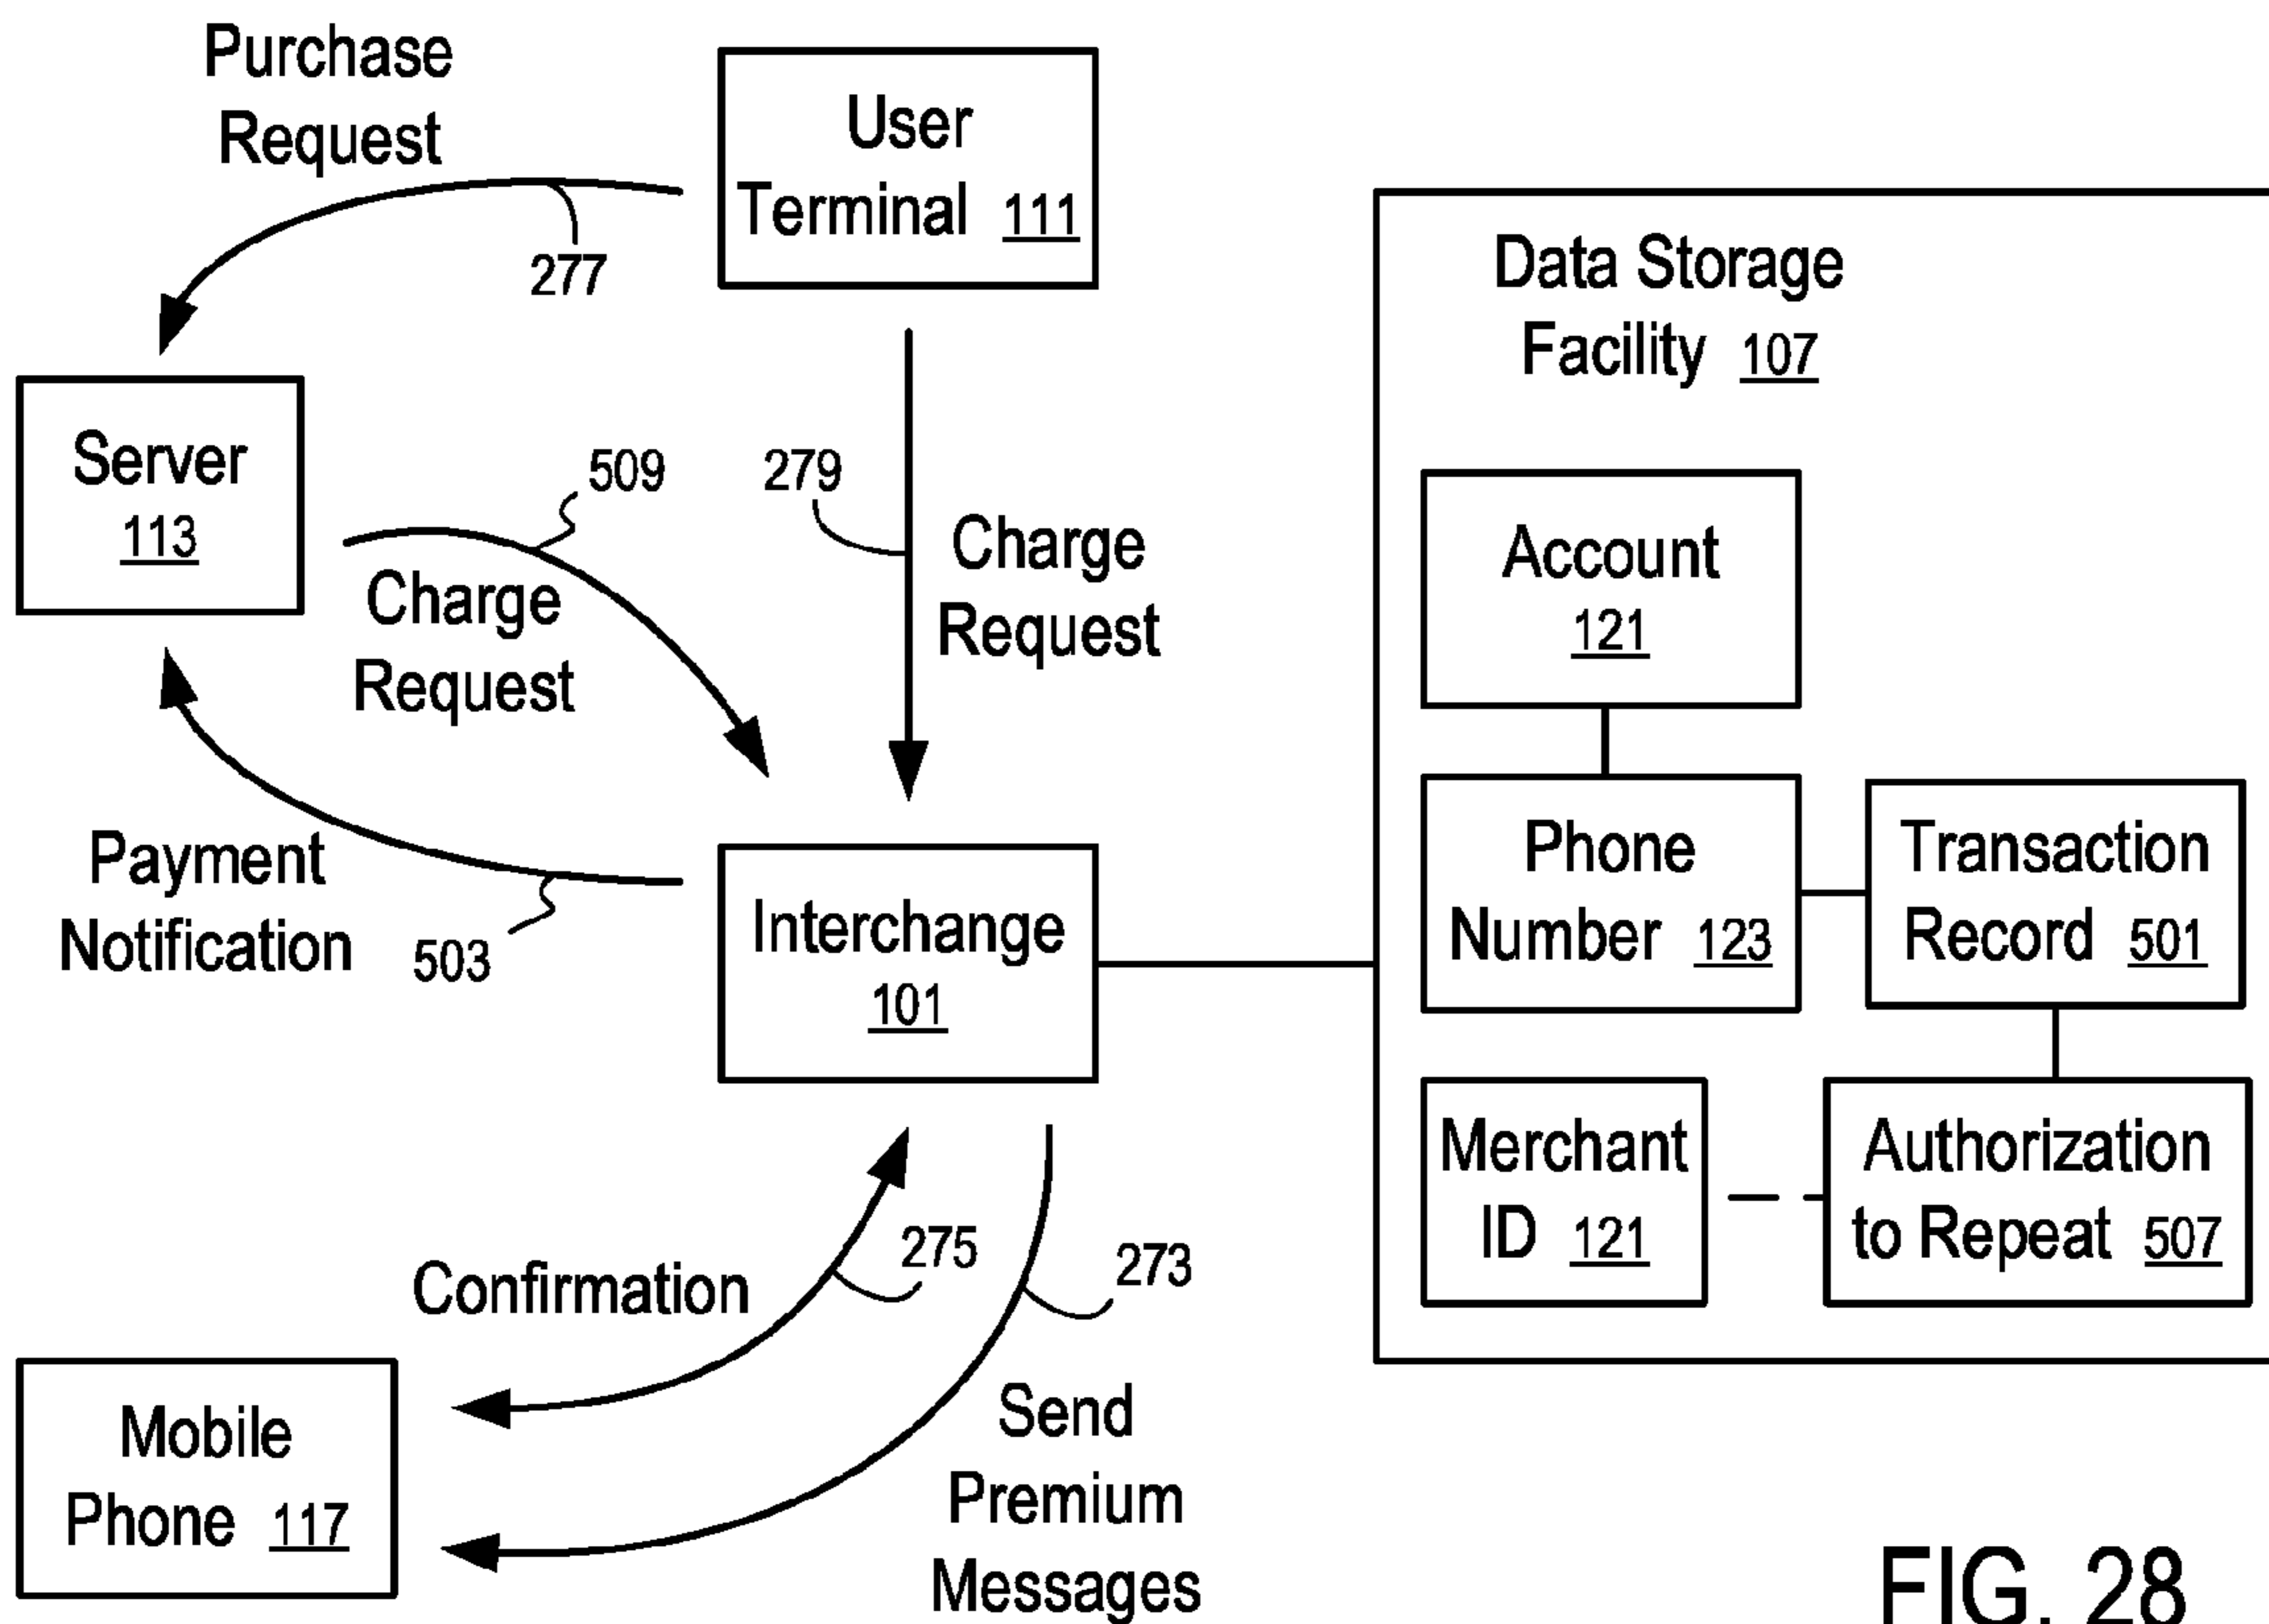 Purchase
Request
277
User
Terminal 111
Server
113
509
Charge
Request
279
Charge
Request
Payment
Notification
503
Interchange
101
Confirmation
275
273
Send
Premium
Messages
Mobile
Phone 117
Data Storage
Facility 107
Account
121
Phone
Number 123
Transaction
Record 501
Merchant
ID 121
Authorization
to Repeat 507
FIG. 28